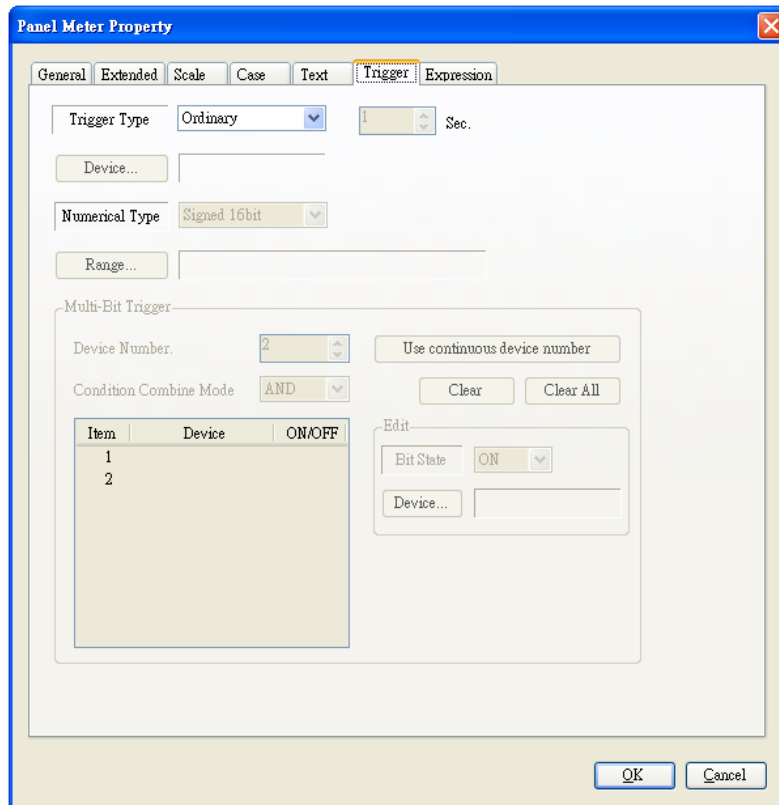 Panel Meter Property
General Extended Scale Case Text Trigger Expression
Trigger Type Ordinary 1 Sec.
Device...
Numerical Type Signed 16bit
Range...
Multi-Bit Trigger
Device Number. 2 Use continuous device number
Condition Combine Mode AND Clear Clear All
Item Device ON/OFF
1
2
Edit
Bit State ON
Device...
OK Cancel